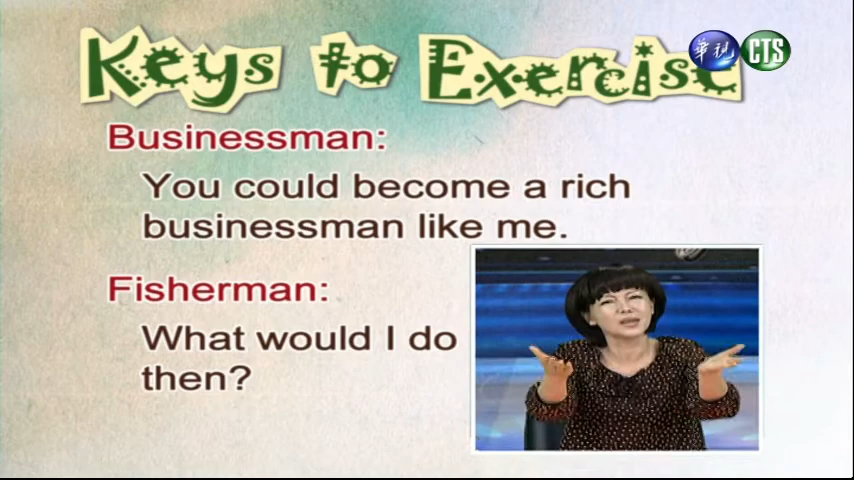 Keys to Exercise
華視 CTS
Businessman:
You could become a rich
businessman like me.
Fisherman:
What would I do
then?